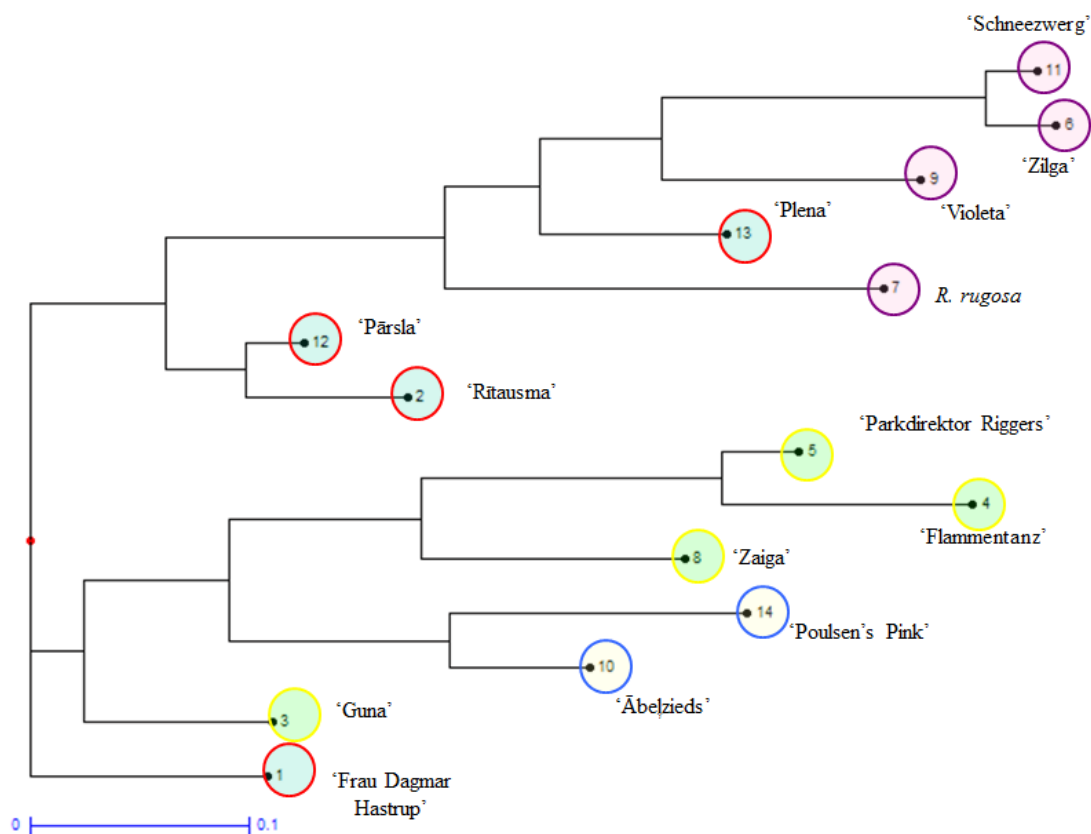 ‘Schneezwerg’
11
6
‘Zilga’
9
‘Violeta’
‘Plena’
13
7
R. rugosa
‘Pārsla’
12
2
‘Ritausma’
‘Parkdirektor Riggers’
5
4
‘Flammentanz’
8
‘Zaiga’
14
‘Poulsen’s Pink’
10
‘Ābeļzieds’
‘Guna’
3
1
‘Frau Dagmar
Hastrup’
0
0.1